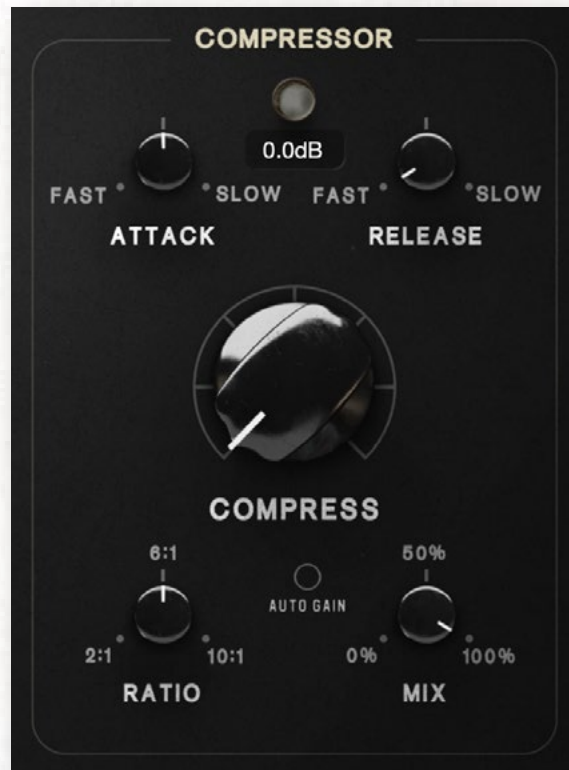 COMPRESSOR
0.0dB
FAST SLOW FAST SLOW
ATTACK RELEASE
COMPRESS
6:1 50%
AUTO GAIN
2:1 10:1 0% 100%
RATIO MIX